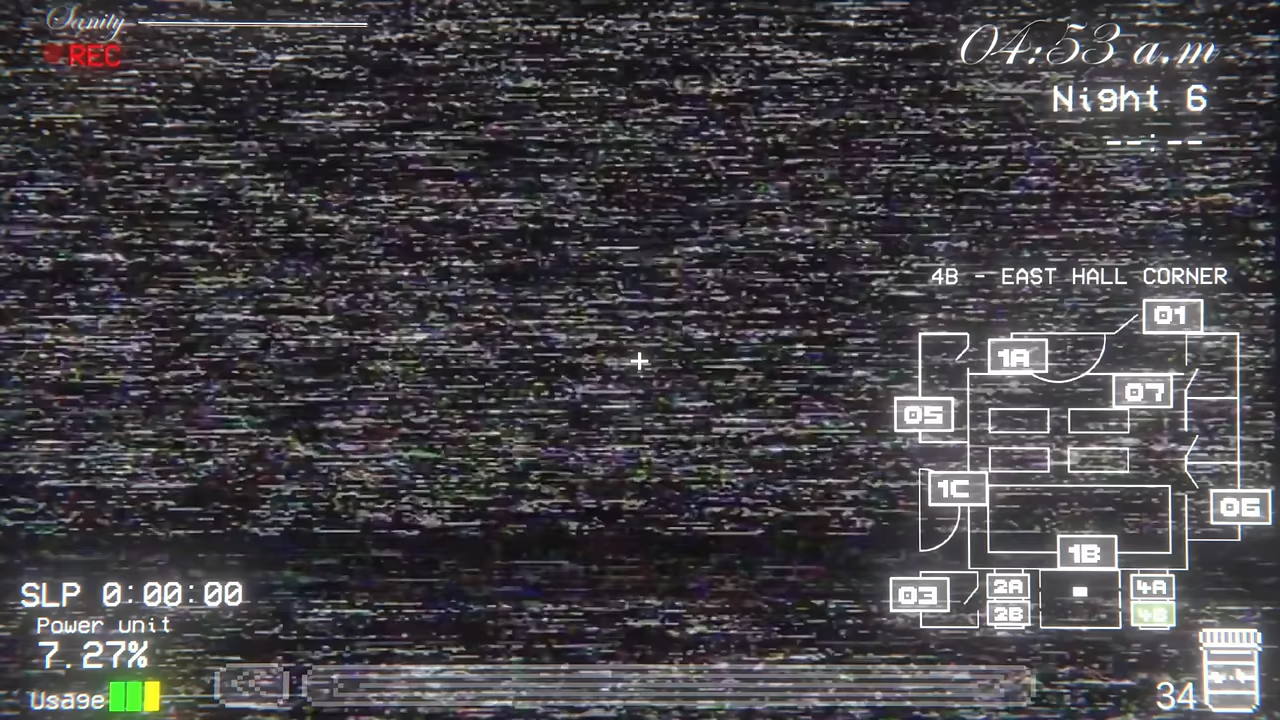 Sanity
REC
04:53 a.m
Night 6
--:--
4B - EAST HALL CORNER
01
1A
07
05
1C
06
1B
03
2A
4A
2B
4B
SLP 0:00:00
Power unit
7.27%
Usage
34